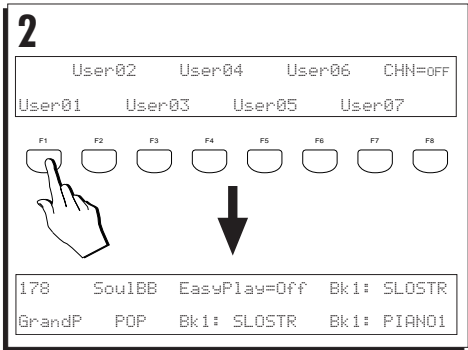 2
User02 User04 User06 CHN=OFF
User01 User03 User05 User07
F1 F2 F3 F4 F5 F6 F7 F8
178 SoulBB EasyPlay=Off Bk1: SLOSTR
GrandP POP Bk1: SLOSTR Bk1: PIANO1